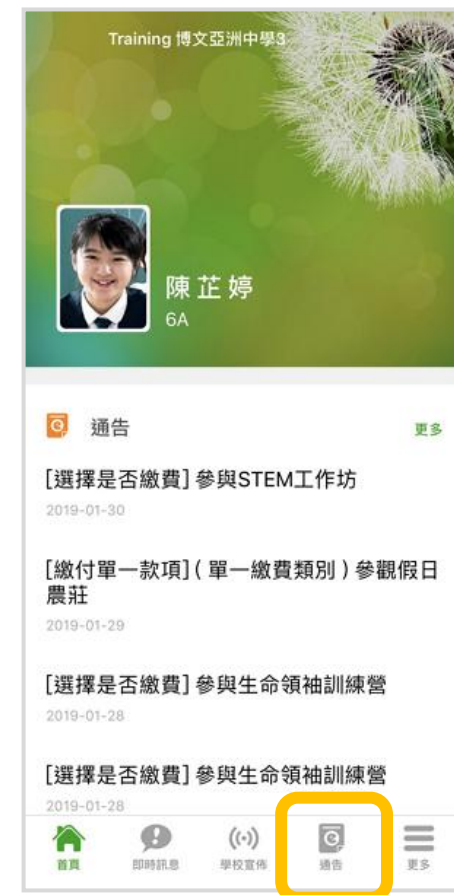 Training 博文亞洲中學3
陳芷婷
6A
通告
更多
[選擇是否繳費] 參與STEM工作坊
2019-01-30
[繳付單一款項] ( 單一繳費類別 ) 參觀假日
農莊
2019-01-29
[選擇是否繳費] 參與生命領袖訓練營
2019-01-28
[選擇是否繳費] 參與生命領袖訓練營
2019-01-28
首頁
即時訊息
學校宣佈
通告
更多